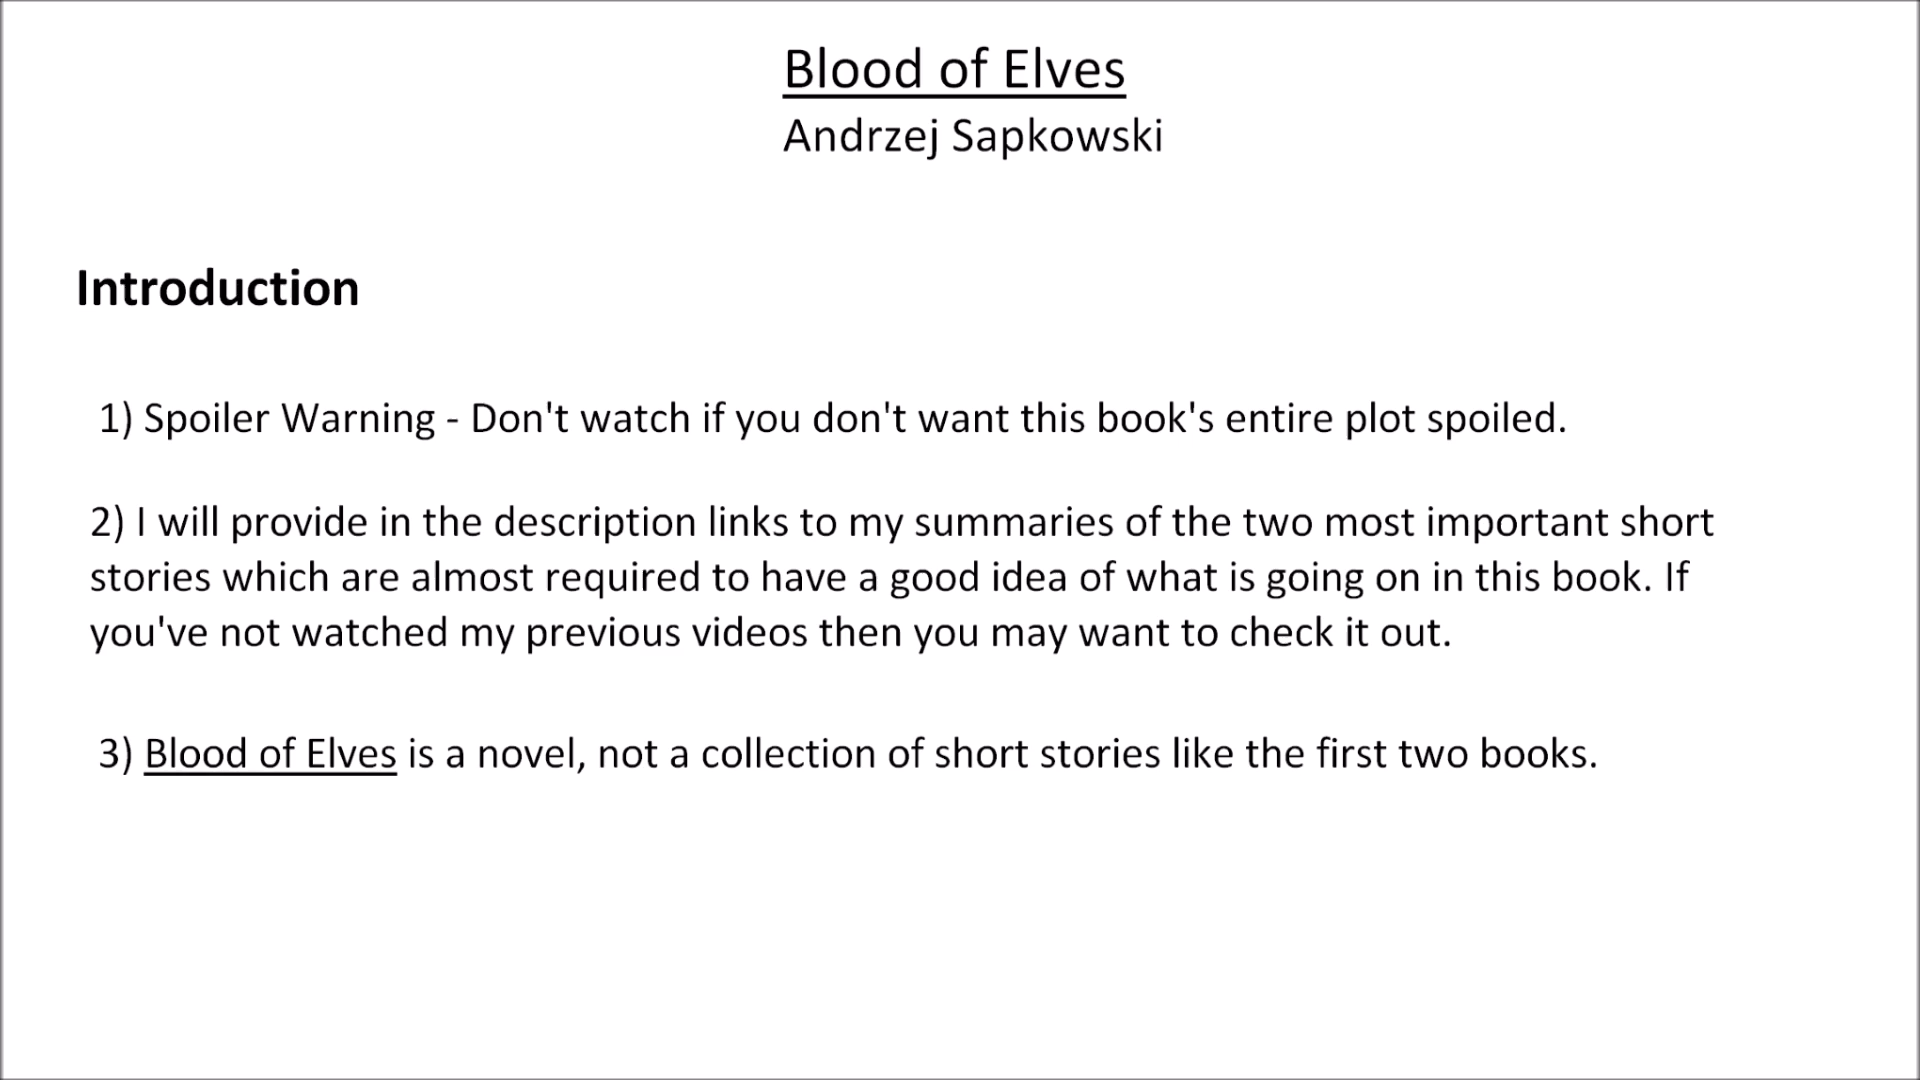 Blood of Elves
Andrzej Sapkowski
Introduction
1) Spoiler Warning - Don't watch if you don't want this book's entire plot spoiled.
2) I will provide in the description links to my summaries of the two most important short
stories which are almost required to have a good idea of what is going on in this book. If
you've not watched my previous videos then you may want to check it out.
3) Blood of Elves is a novel, not a collection of short stories like the first two books.